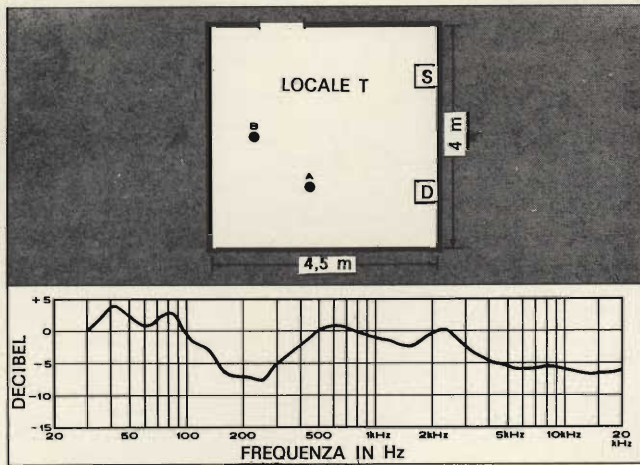 LOCALE T
S
B
A
D
4 m
4,5 m
+5
0
-5
-10
-15
DECIBEL
20 50 100 200 500 1kHz 2kHz 5kHz 10kHz 20 kHz
FREQUENZA IN Hz